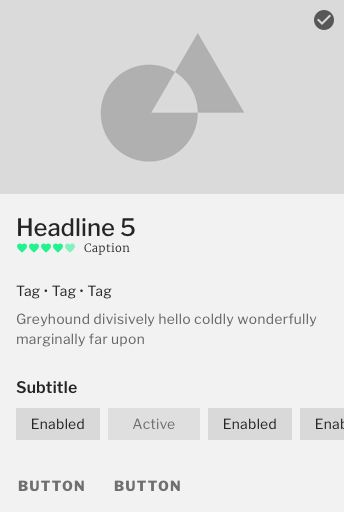 Headline 5
Caption
Tag • Tag • Tag
Greyhound divisively hello coldly wonderfully
marginally far upon
Subtitle
Enabled Active Enabled Enab
BUTTON BUTTON